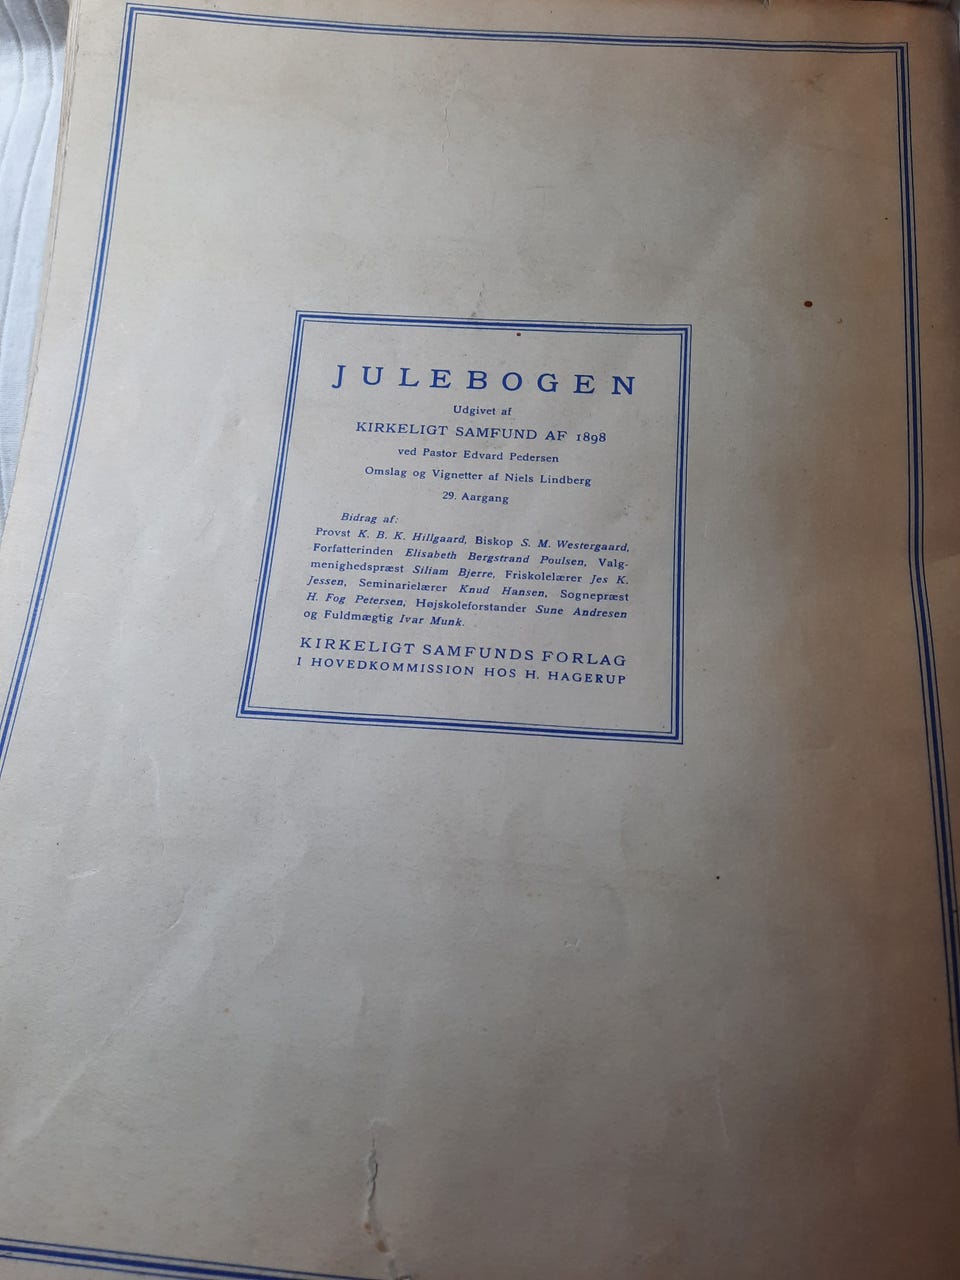 JULEBOGEN
Udgivet af
KIRKELIGT SAMFUND AF 1898
ved Pastor Edvard Pedersen
Omslag og Vignetter af Niels Lindberg
29. Aargang
Bidrag af:
Provst K. B. K. Hillgaard, Biskop S. M. Westergaard,
Forfatterinden Elisabeth Bergstrand Poulsen, Valg-
menighedspræst Siliam Bjerre, Friskolelærer Jes K.
Jessen, Seminarielærer Knud Hansen, Sognepræst
H. Fog Petersen, Højskoleforstander Sune Andresen
og Fuldmægtig Ivar Munk.
KIRKELIGT SAMFUNDS FORLAG
I HOVEDKOMMISSION HOS H. HAGERUP